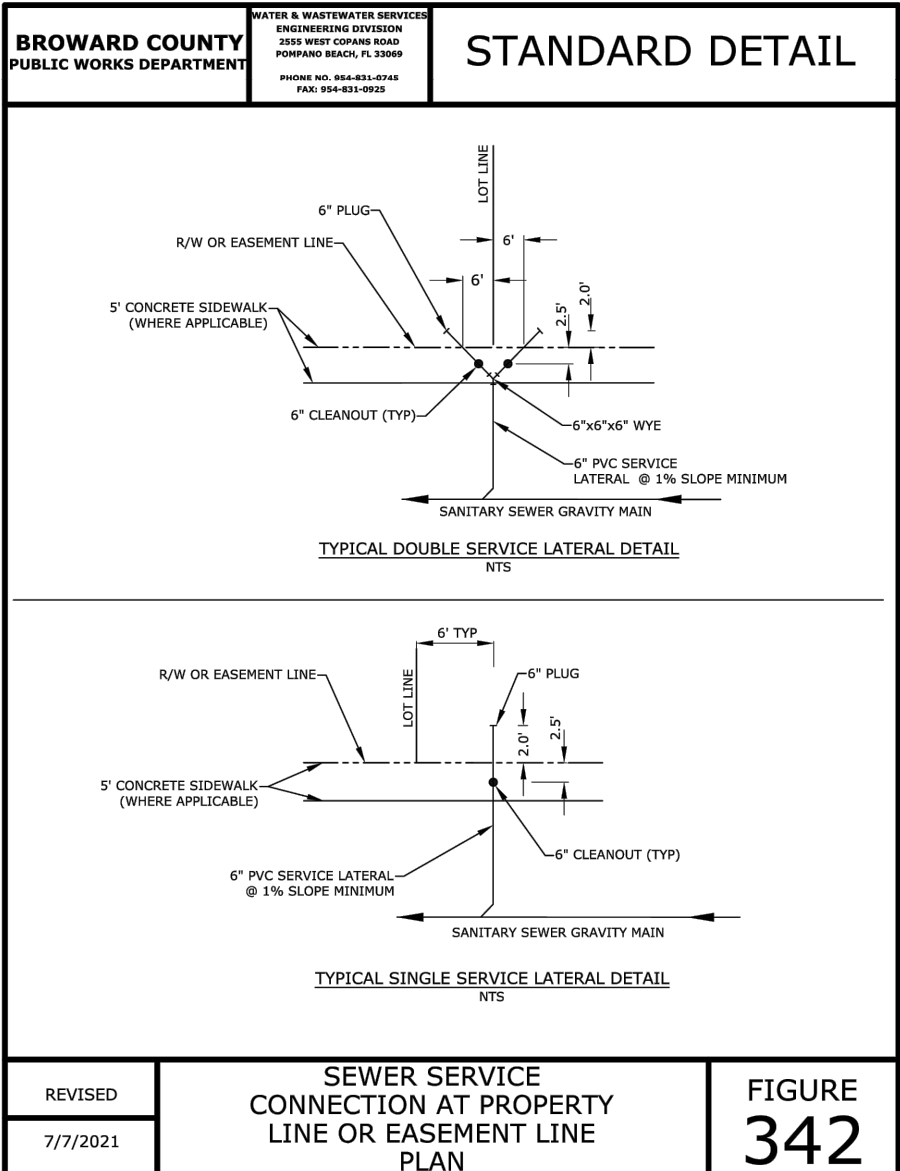 BROWARD COUNTY
PUBLIC WORKS DEPARTMENT
WATER & WASTEWATER SERVICES
ENGINEERING DIVISION
2555 WEST COPANS ROAD
POMPANO BEACH, FL 33069
PHONE NO. 954-831-0745
FAX: 954-831-0925
STANDARD DETAIL
LOT LINE
6" PLUG
R/W OR EASEMENT LINE
6'
6'
2.5'
2.0'
5' CONCRETE SIDEWALK
(WHERE APPLICABLE)
6" CLEANOUT (TYP)
6"x6"x6" WYE
6" PVC SERVICE
LATERAL @ 1% SLOPE MINIMUM
SANITARY SEWER GRAVITY MAIN
TYPICAL DOUBLE SERVICE LATERAL DETAIL
NTS
6' TYP
R/W OR EASEMENT LINE
LOT LINE
6" PLUG
2.0'
2.5'
5' CONCRETE SIDEWALK
(WHERE APPLICABLE)
6" CLEANOUT (TYP)
6" PVC SERVICE LATERAL
@ 1% SLOPE MINIMUM
SANITARY SEWER GRAVITY MAIN
TYPICAL SINGLE SERVICE LATERAL DETAIL
NTS
REVISED
7/7/2021
SEWER SERVICE
CONNECTION AT PROPERTY
LINE OR EASEMENT LINE
PLAN
FIGURE
342